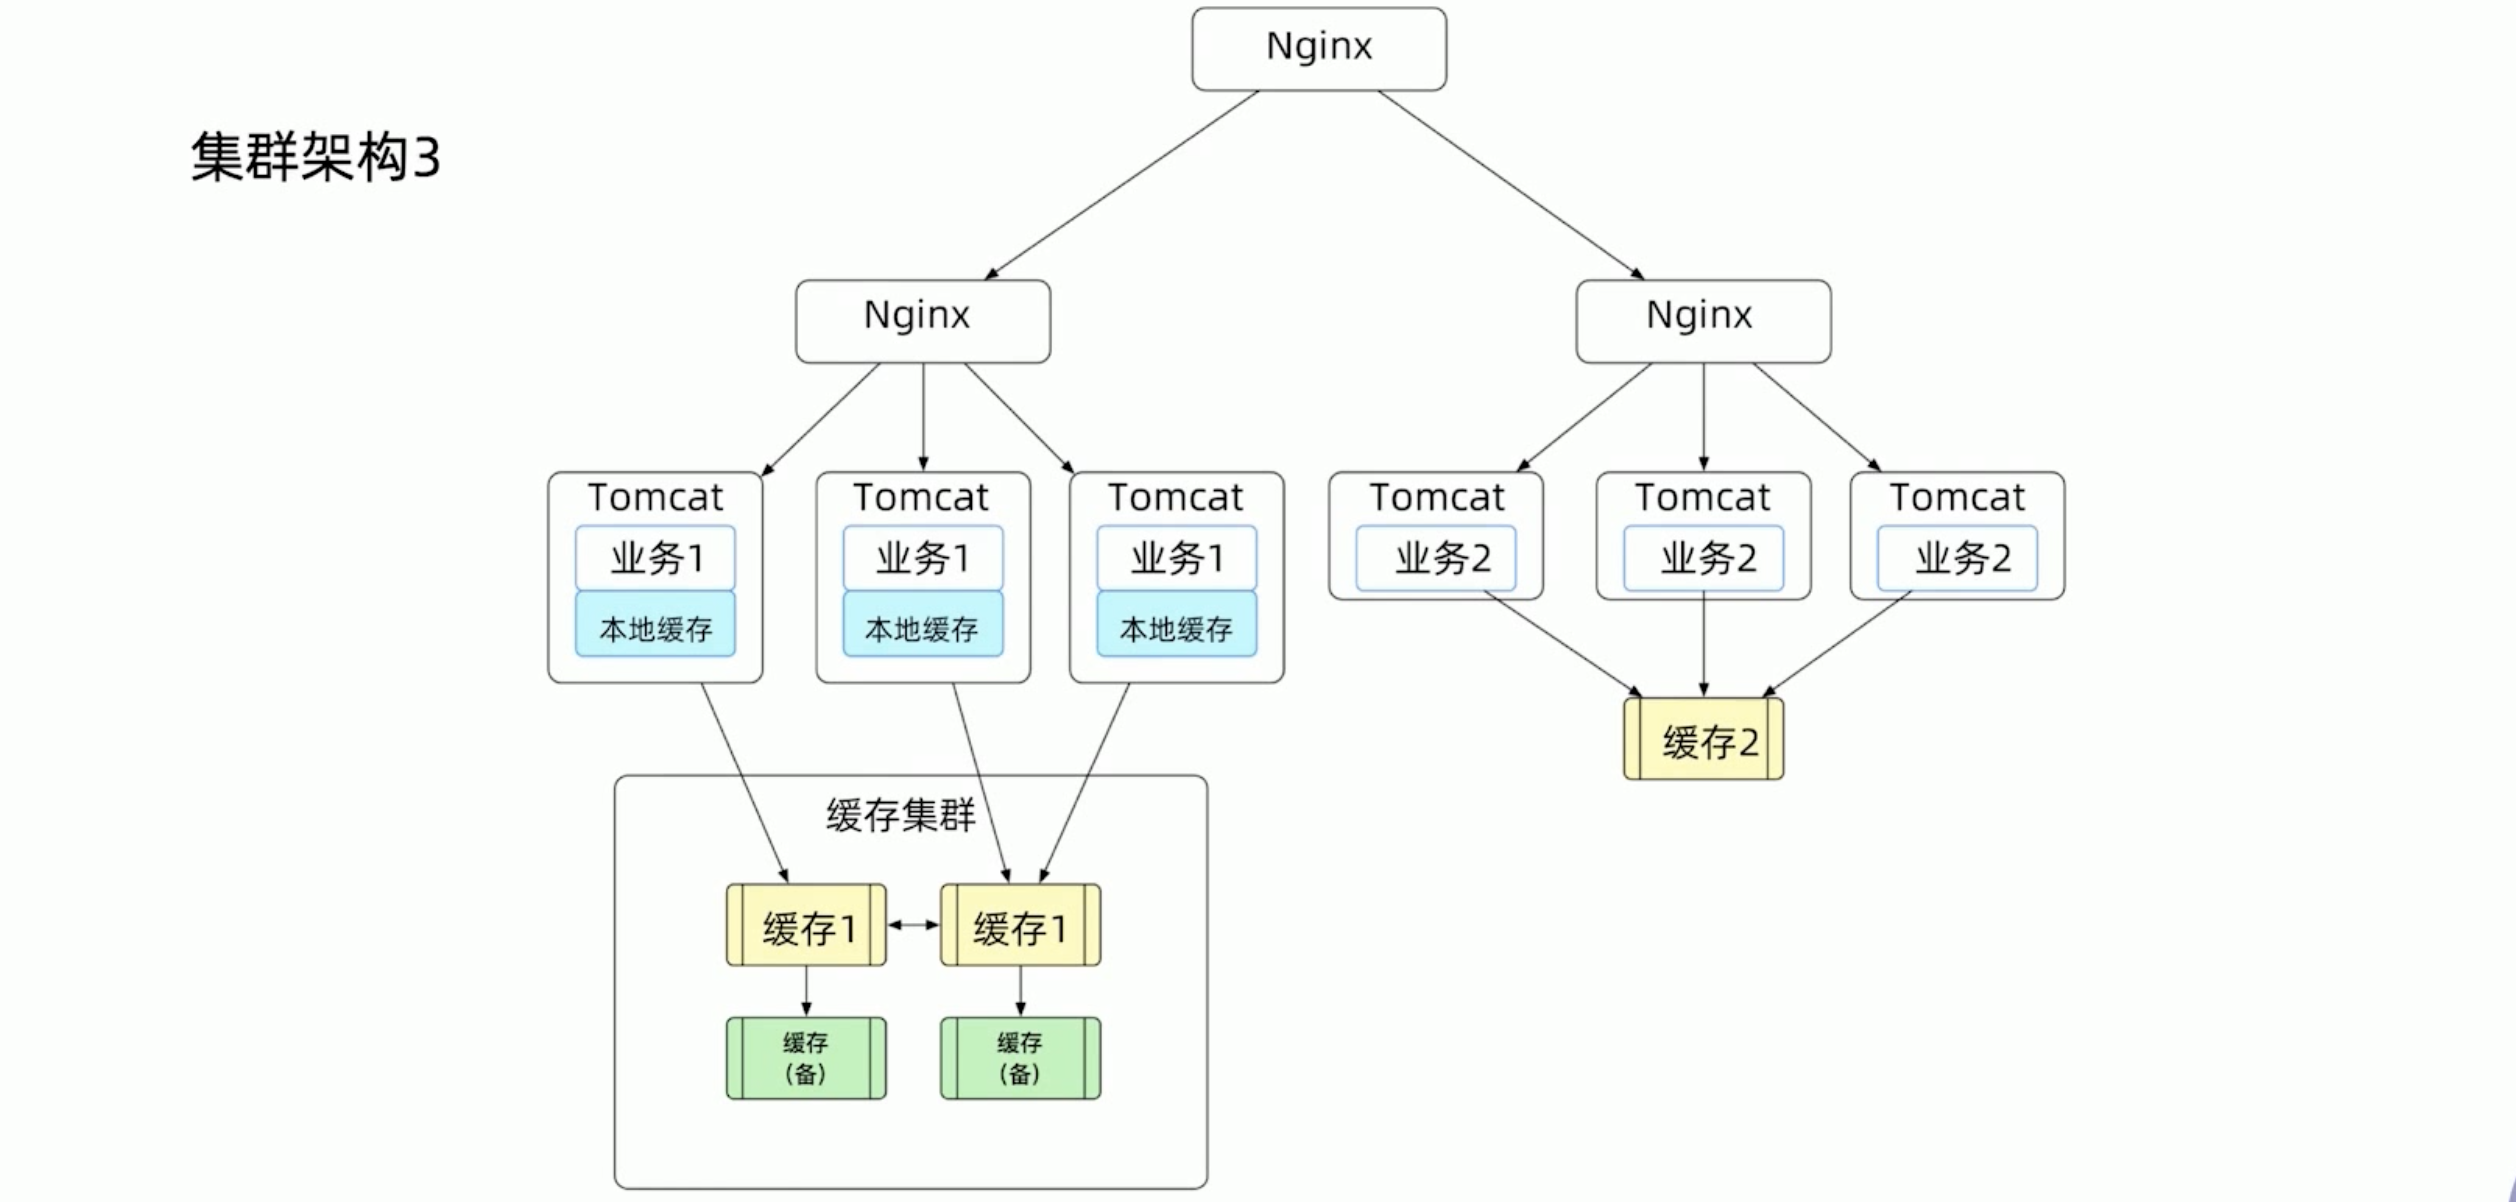 Nginx
集群架构3
Nginx
Nginx
Tomcat
业务1
本地缓存
Tomcat
业务1
本地缓存
Tomcat
业务1
本地缓存
Tomcat
业务2
Tomcat
业务2
Tomcat
业务2
缓存2
缓存集群
缓存1
缓存1
缓存
(备)
缓存
(备)